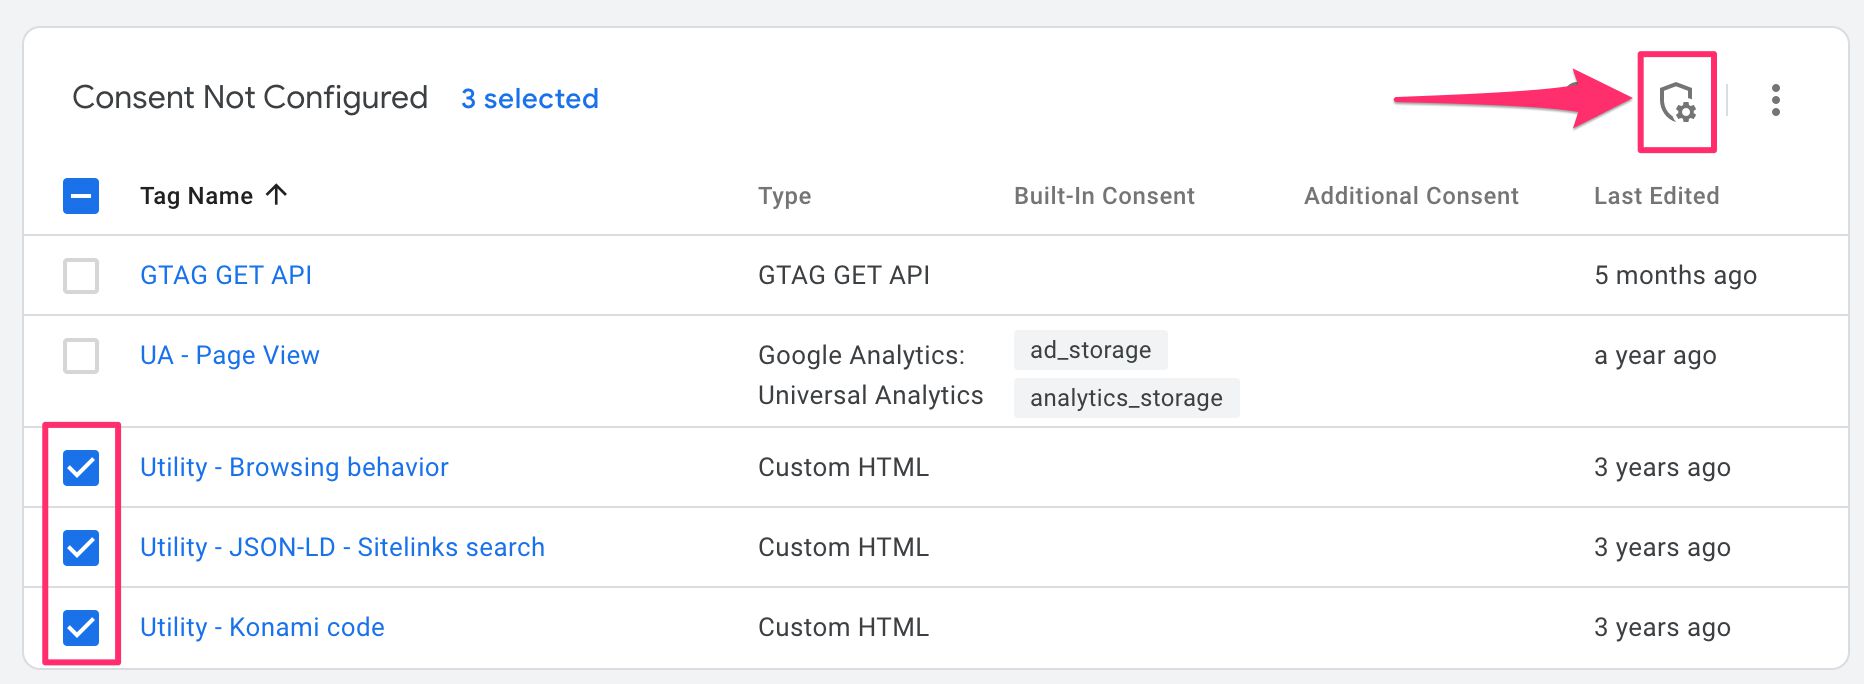 Consent Not Configured 3 selected
Tag Name Type Built-In Consent Additional Consent Last Edited
GTAG GET API GTAG GET API 5 months ago
UA - Page View Google Analytics: ad_storage a year ago
Universal Analytics analytics_storage
Utility - Browsing behavior Custom HTML 3 years ago
Utility - JSON-LD - Sitelinks search Custom HTML 3 years ago
Utility - Konami code Custom HTML 3 years ago